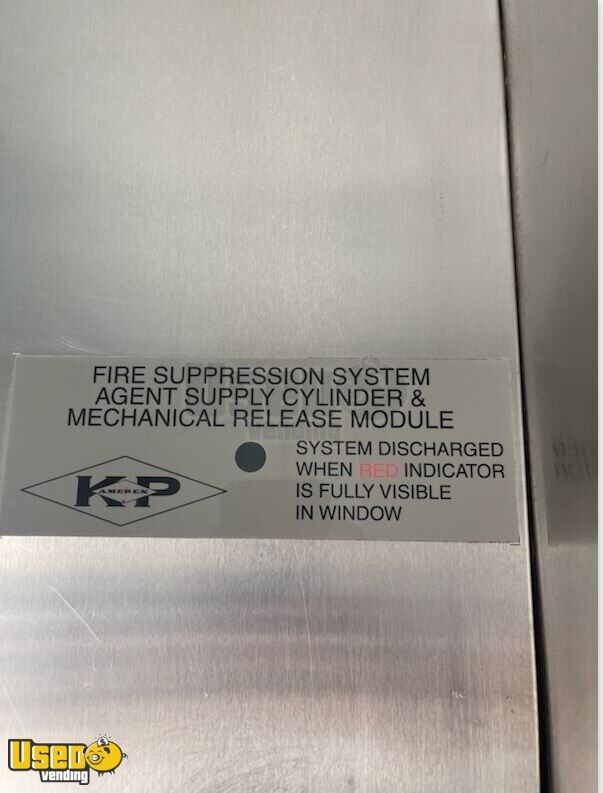 FIRE SUPPRESSION SYSTEM
AGENT SUPPLY CYLINDER &
MECHANICAL RELEASE MODULE
SYSTEM DISCHARGED
WHEN RED INDICATOR
IS FULLY VISIBLE
IN WINDOW
KP
AMEREX
USED
vending
vending